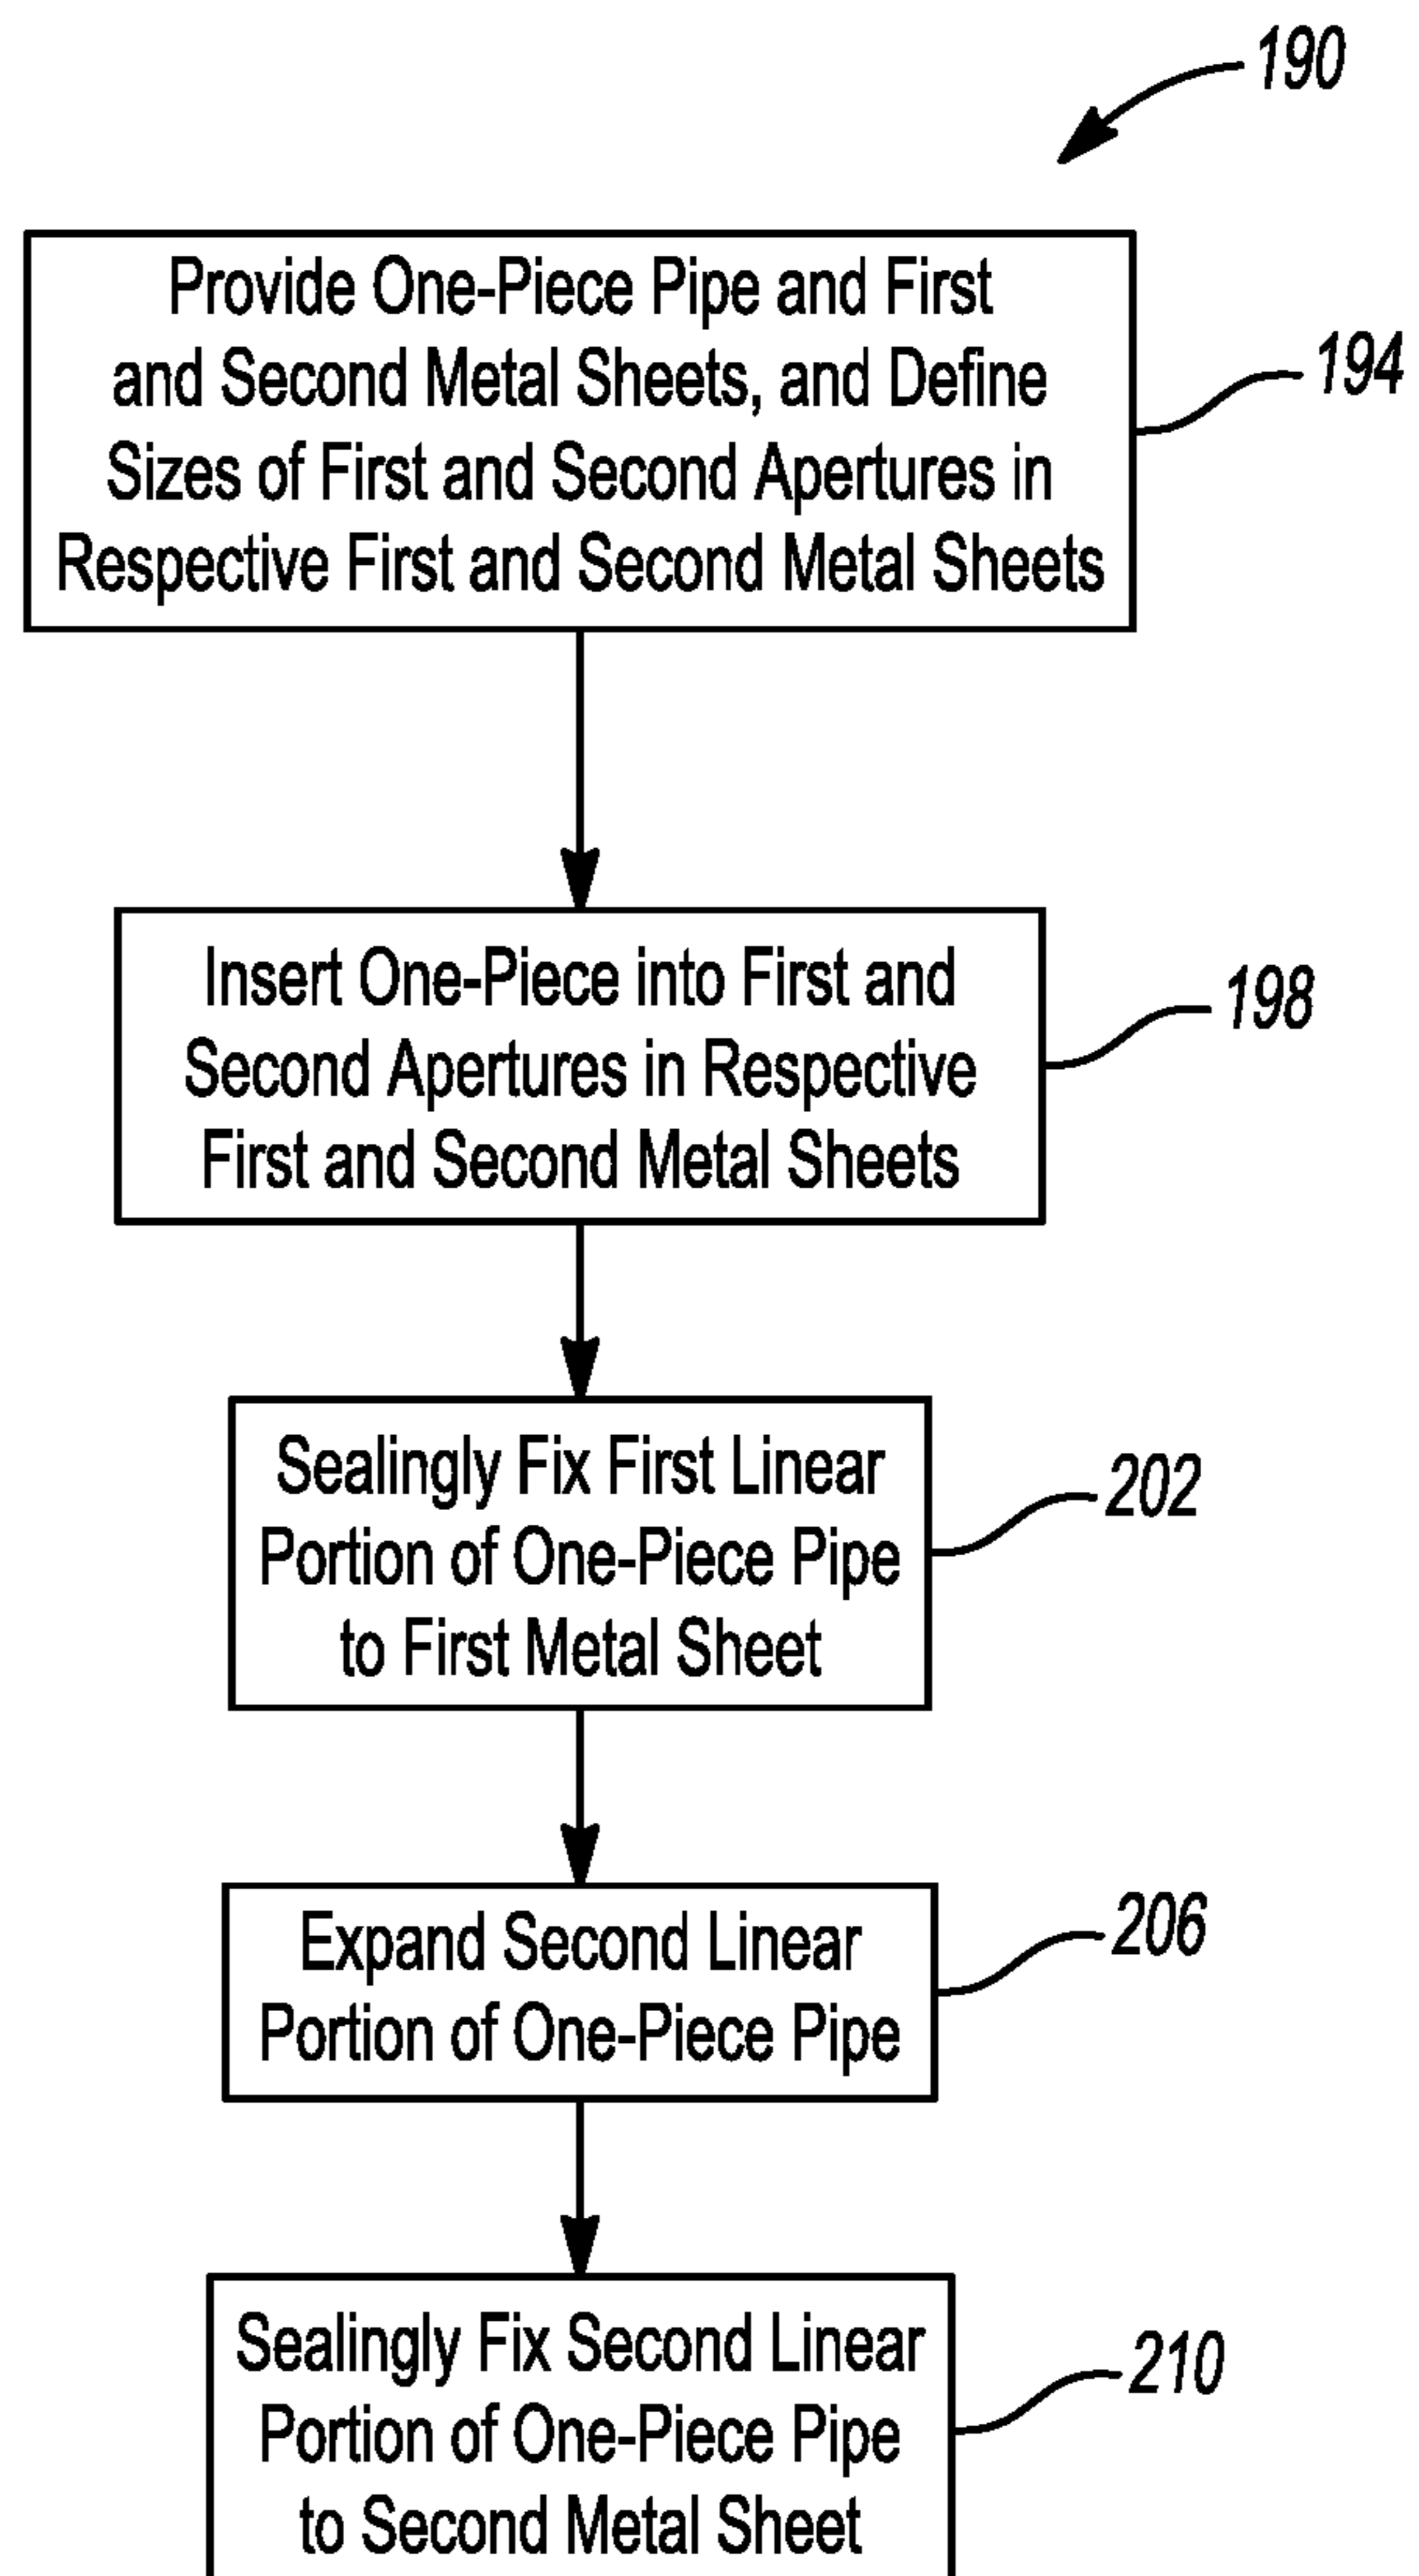 190
Provide One-Piece Pipe and First
and Second Metal Sheets, and Define
Sizes of First and Second Apertures in
Respective First and Second Metal Sheets
194
Insert One-Piece into First and
Second Apertures in Respective
First and Second Metal Sheets
198
Sealingly Fix First Linear
Portion of One-Piece Pipe
to First Metal Sheet
202
Expand Second Linear
Portion of One-Piece Pipe
206
Sealingly Fix Second Linear
Portion of One-Piece Pipe
to Second Metal Sheet
210